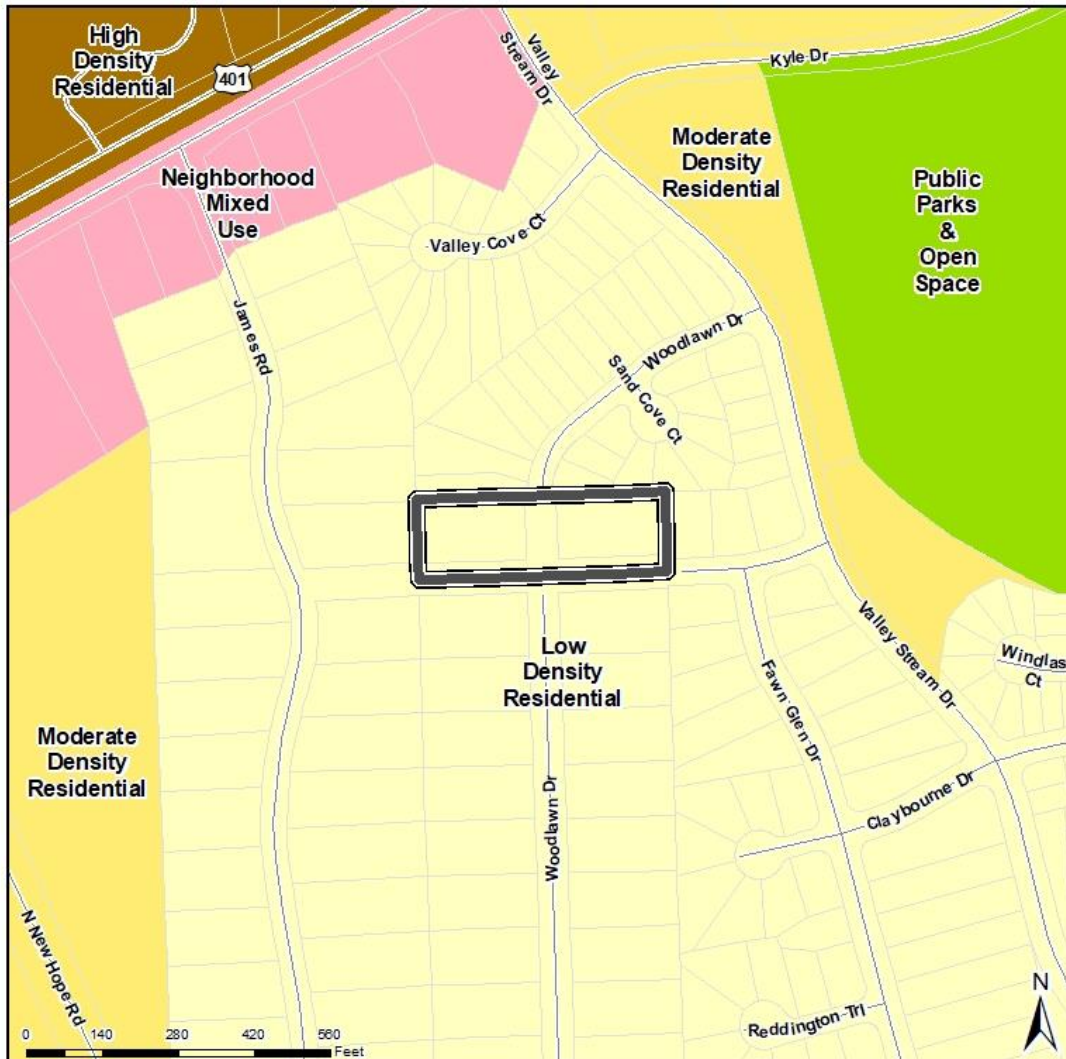 High
Density
Residential
401
Valley
Stream Dr
Kyle Dr
Neighborhood
Mixed
Use
Moderate
Density
Residential
Public
Parks
&
Open
Space
Valley Cove Ct
James Rd
Woodlawn Dr
Sand Cove Ct
Low
Density
Residential
Valley Stream Dr
Windlas
Ct
Fawn Glen Dr
Moderate
Density
Residential
Woodlawn Dr
Claybourne Dr
N New Hope Rd
Reddington Trl
N
0 140 280 420 560
Feet